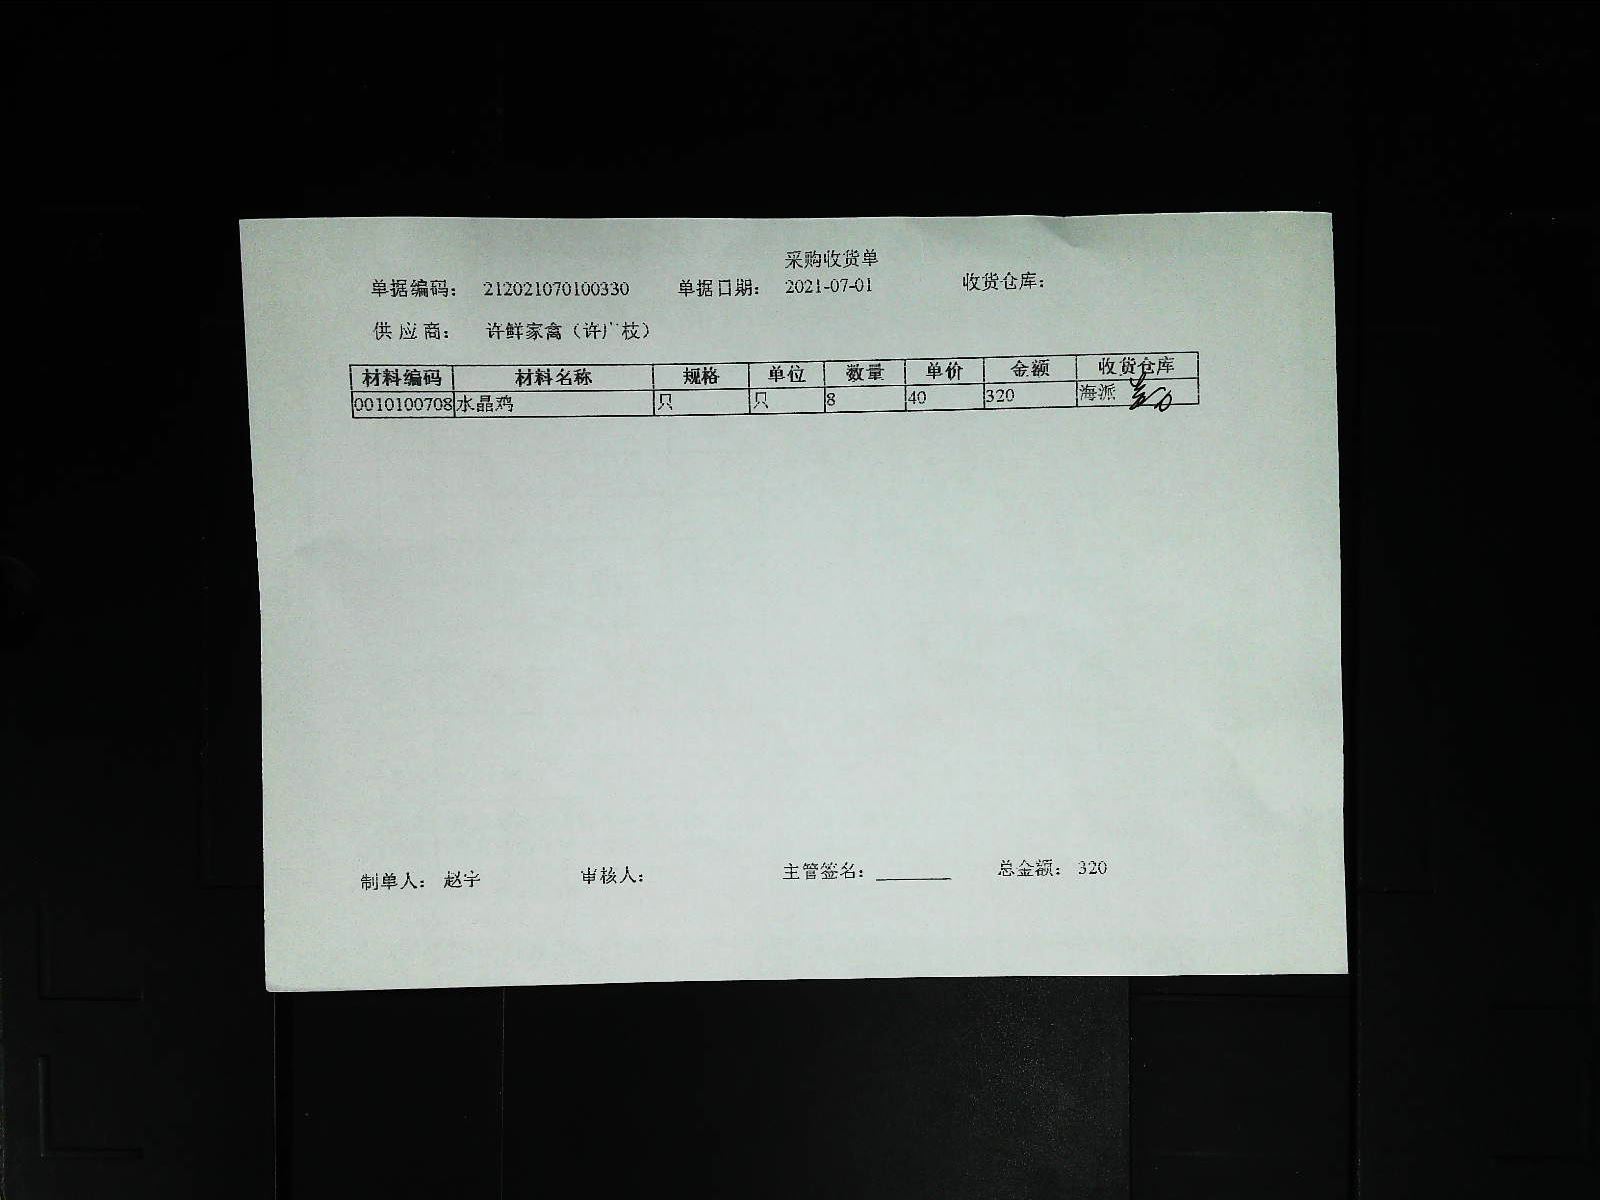 采购收货单
单据编码： 212021070100330 单据日期： 2021-07-01 收货仓库：
供 应 商： 许鲜家禽（许广枝）
材料编码 材料名称 规格 单位 数量 单价 金额 收货仓库
0010100708 水晶鸡 只 只 8 40 320 海派
制单人： 赵宇 审核人： 主管签名： 总金额： 320